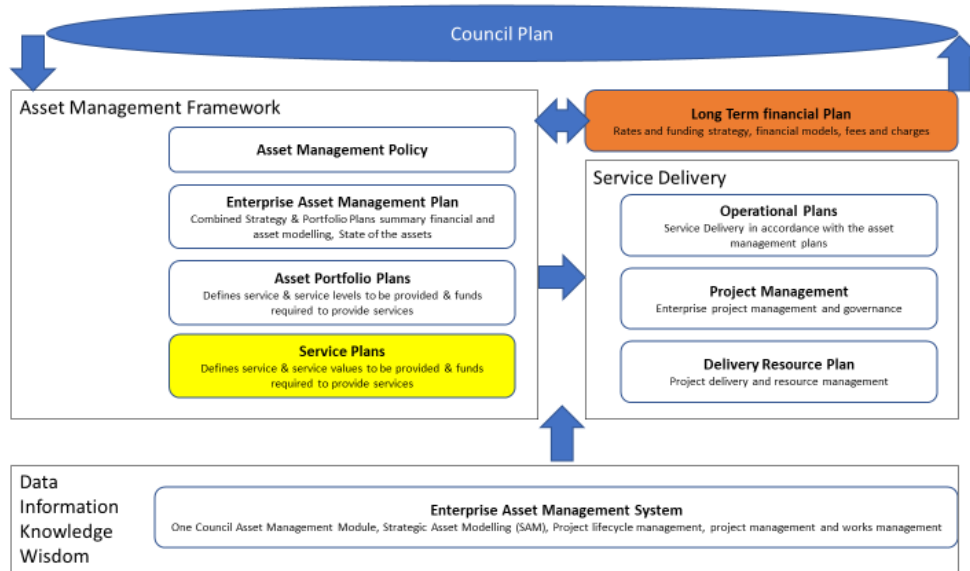 Council Plan
Asset Management Framework
Asset Management Policy
Enterprise Asset Management Plan
Combined Strategy & Portfolio Plans summary financial and
asset modelling, State of the assets
Asset Portfolio Plans
Defines service & service levels to be provided & funds
required to provide services
Service Plans
Defines service & service values to be provided & funds
required to provide services
Long Term financial Plan
Rates and funding strategy, financial models, fees and charges
Service Delivery
Operational Plans
Service Delivery in accordance with the asset
management plans
Project Management
Enterprise project management and governance
Delivery Resource Plan
Project delivery and resource management
Data
Information
Knowledge
Wisdom
Enterprise Asset Management System
One Council Asset Management Module, Strategic Asset Modelling (SAM), Project lifecycle management, project management and works management